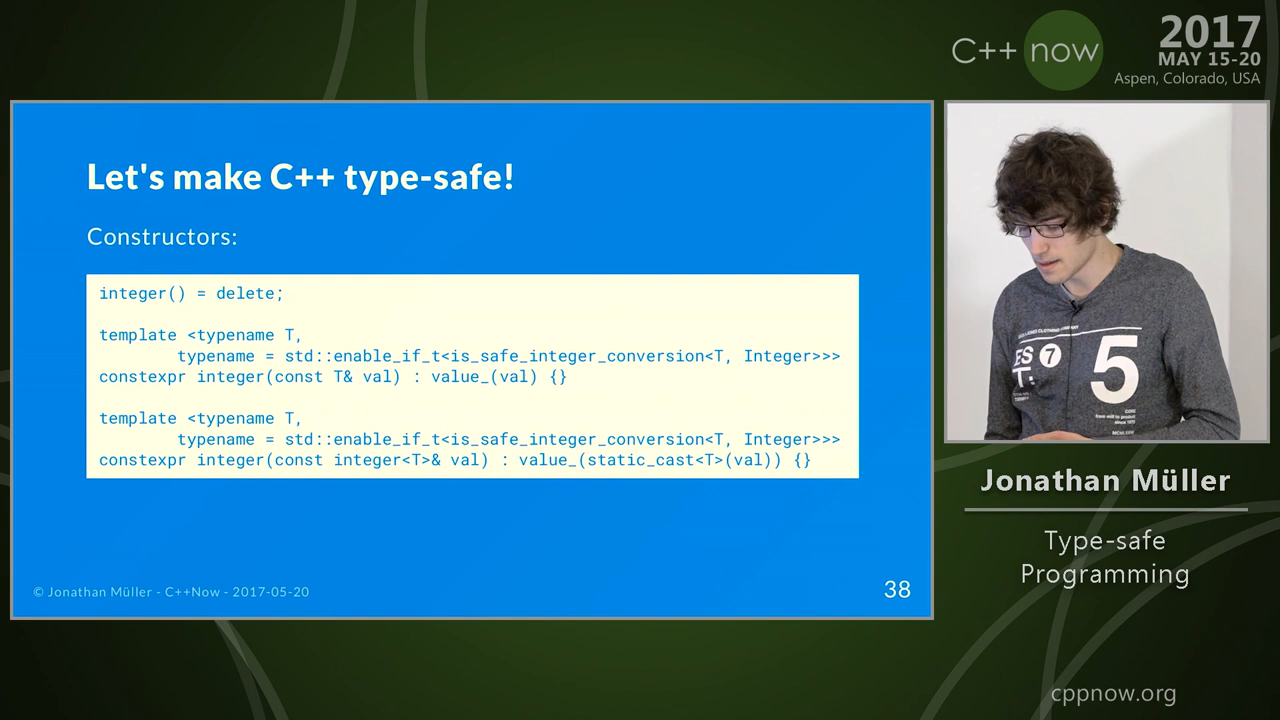 C++ now
2017
MAY 15-20
Aspen, Colorado, USA
Let's make C++ type-safe!
Constructors:
integer() = delete;
template <typename T,
typename = std::enable_if_t<is_safe_integer_conversion<T, Integer>>>
constexpr integer(const T& val) : value_(val) {}
template <typename T,
typename = std::enable_if_t<is_safe_integer_conversion<T, Integer>>>
constexpr integer(const integer<T>& val) : value_(static_cast<T>(val)) {}
© Jonathan Müller - C++Now - 2017-05-20
38
ES
7
5
T.
Jonathan Müller
Type-safe
Programming
cppnow.org